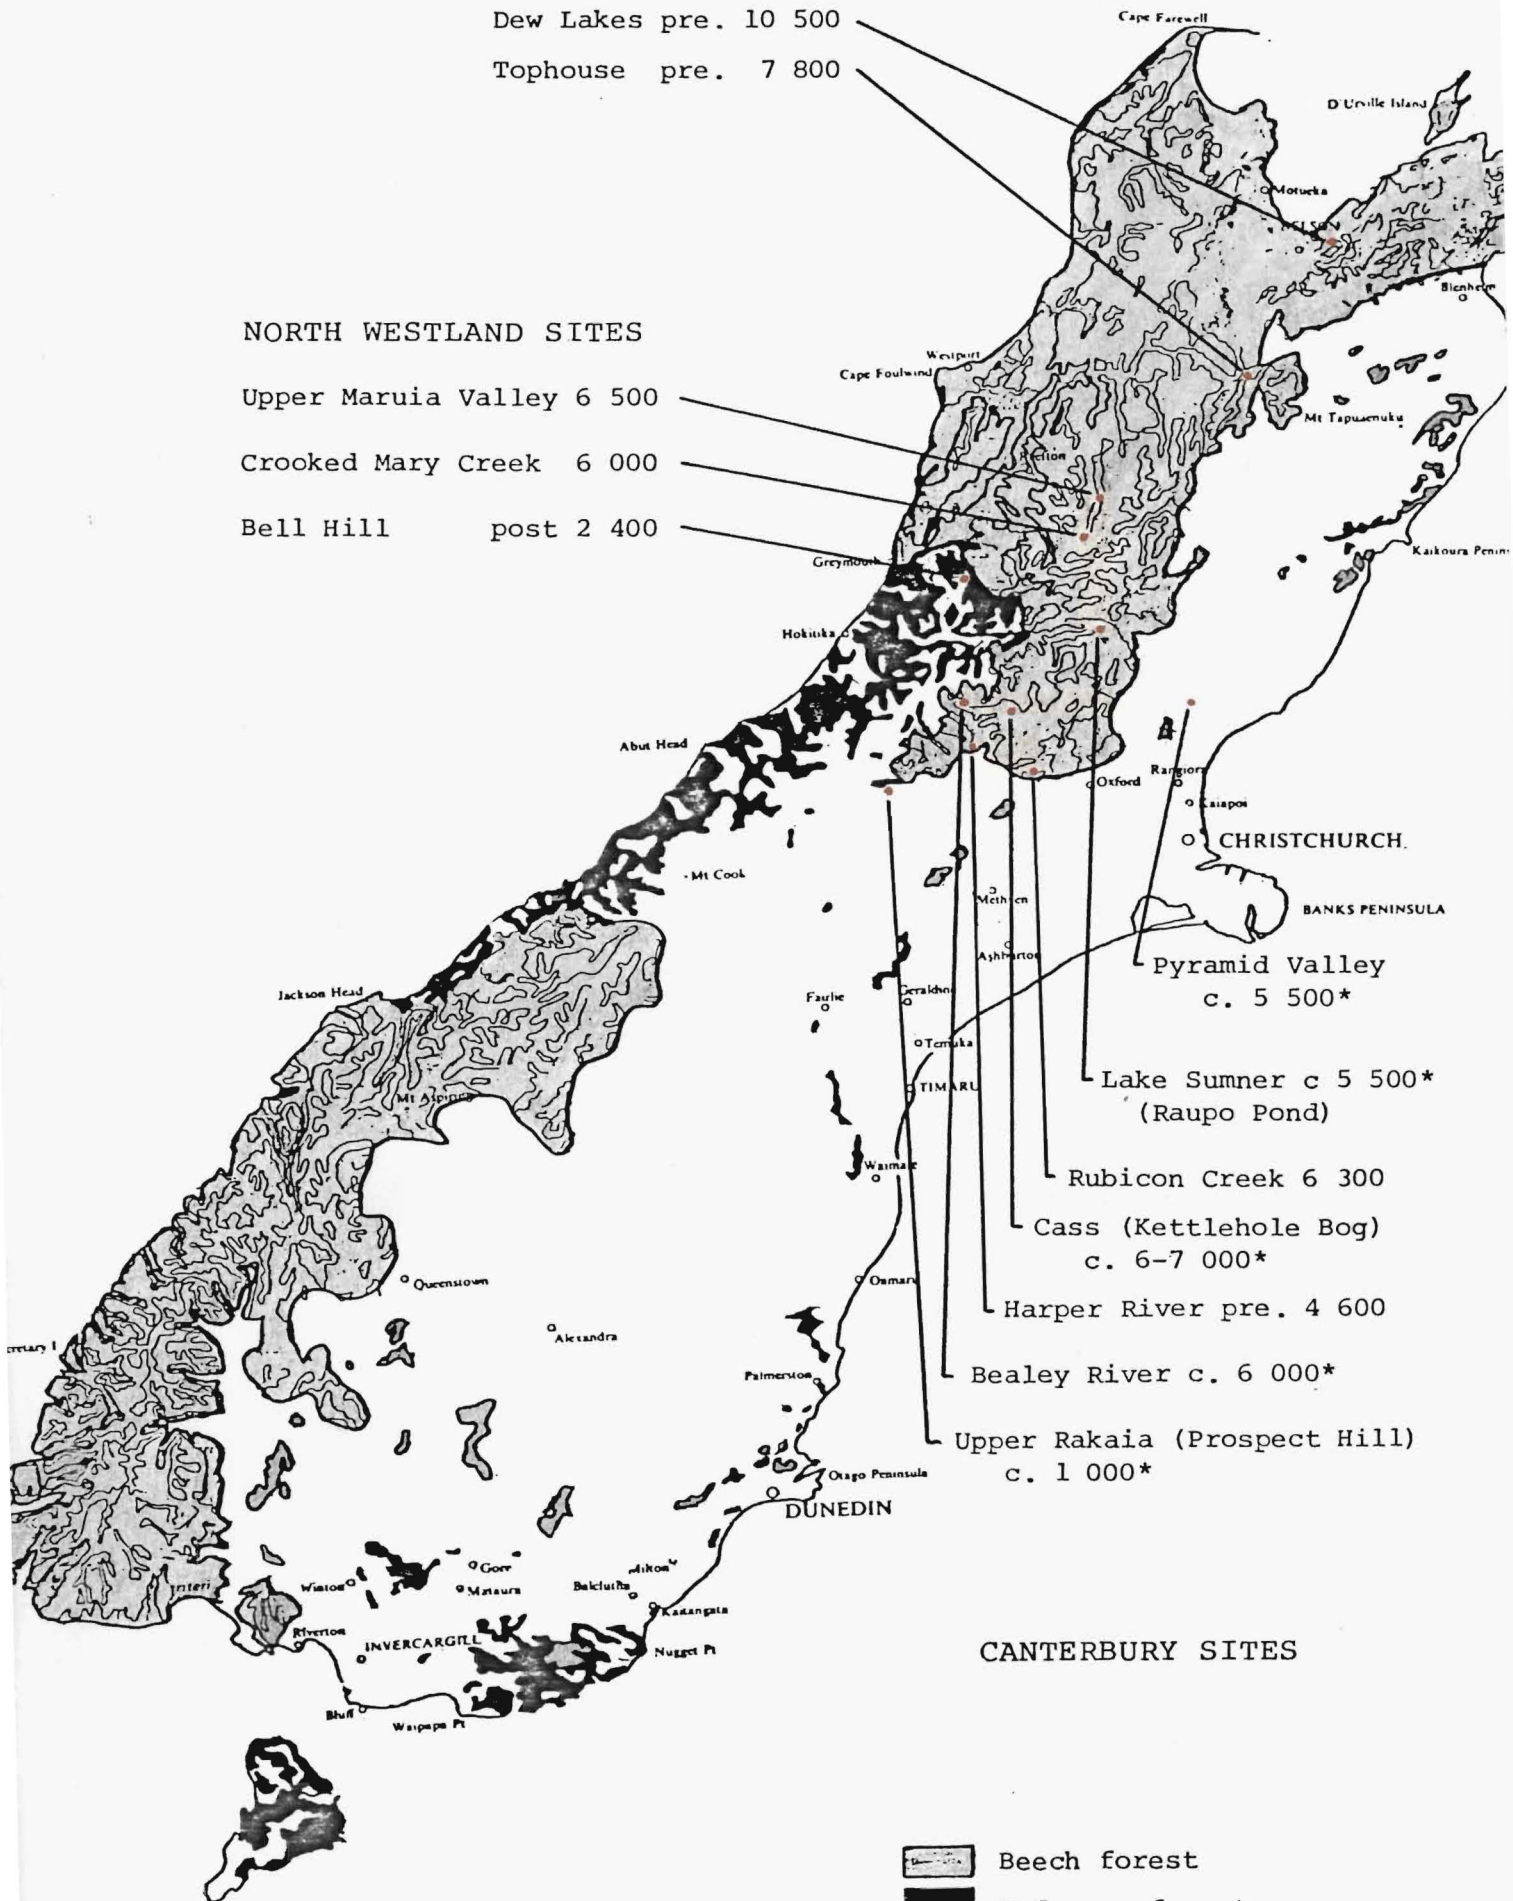 Dew Lakes pre. 10 500
Tophouse pre. 7 800
Cape Farewell
D'Urville Island
Motueka
Blenheim
NORTH WESTLAND SITES
Westport
Cape Foulwind
Upper Maruia Valley 6 500
Mt Tapuaenuku
Crooked Mary Creek 6 000
Bell Hill post 2 400
Greymouth
Kaikoura Penin
Hokitika
Abut Head
Oxford
Rangiora
Kaiapoi
CHRISTCHURCH.
Mt Cook
Methven
BANKS PENINSULA
Ashburton
Pyramid Valley
c. 5 500*
Jackson Head
Fairlie
Geraldine
Temuka
TIMARU
Lake Sumner c 5 500*
(Raupo Pond)
Mt Aspiring
Waimate
Rubicon Creek 6 300
Cass (Kettlehole Bog)
c. 6-7 000*
Queenstown
Oamaru
Harper River pre. 4 600
Alexandra
cretary I
Palmerston
Bealey River c. 6 000*
Upper Rakaia (Prospect Hill)
c. 1 000*
Otago Peninsula
DUNEDIN
Gore
Winton
Mataura
Balclutha
Kaitangata
Riverton
INVERCARGILL
Nugget Pt
CANTERBURY SITES
Bluff
Waipapa Pt
Beech forest